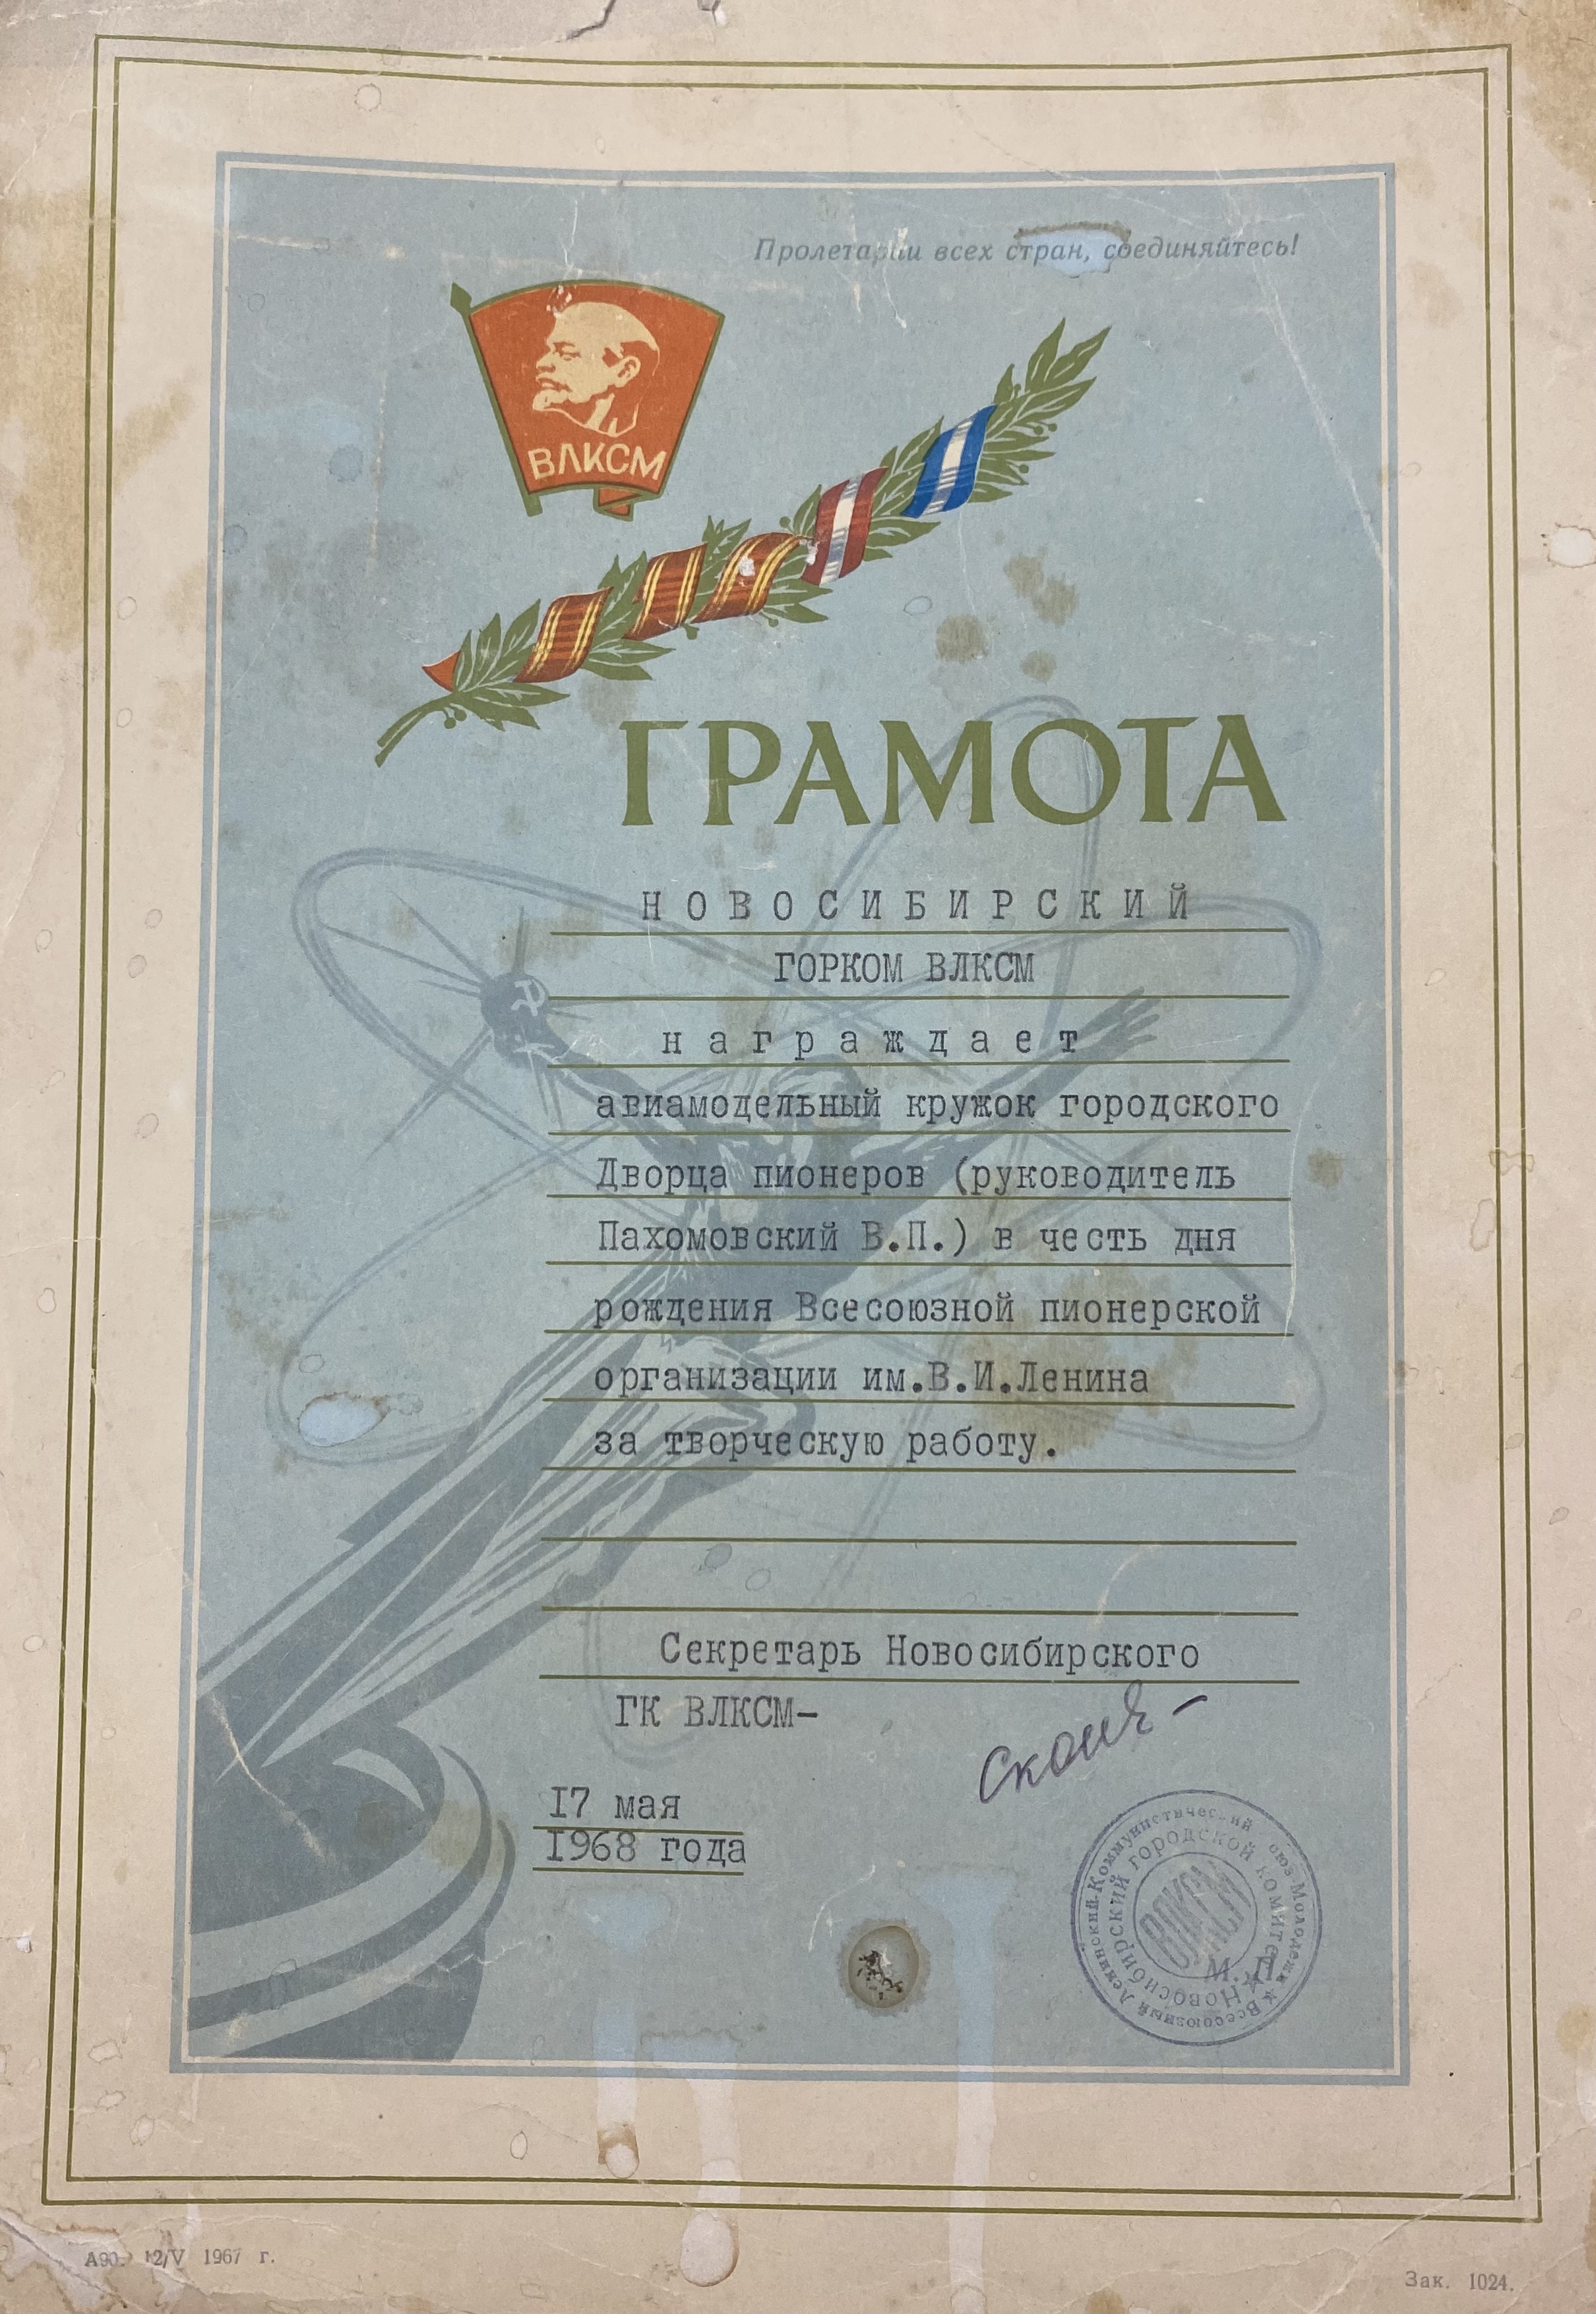 Пролетарии всех стран, соединяйтесь!
ВЛКСМ
ГРАМОТА
НОВОСИБИРСКИЙ
ГОРКОМ ВЛКСМ
награждает
авиамодельный кружок городского
Дворца пионеров (руководитель
Пахомовский В.П.) в честь дня
рождения Всесоюзной пионерской
организации им.В.И.Ленина
за творческую работу.
Секретарь Новосибирского
ГК ВЛКСМ-
17 мая
1968 года
Всесоюзный Ленинский Коммунистический Союз Молодежи
Новосибирский городской комитет
ВЛКСМ
М.
12/V 1967 г.
Зак. 1024.